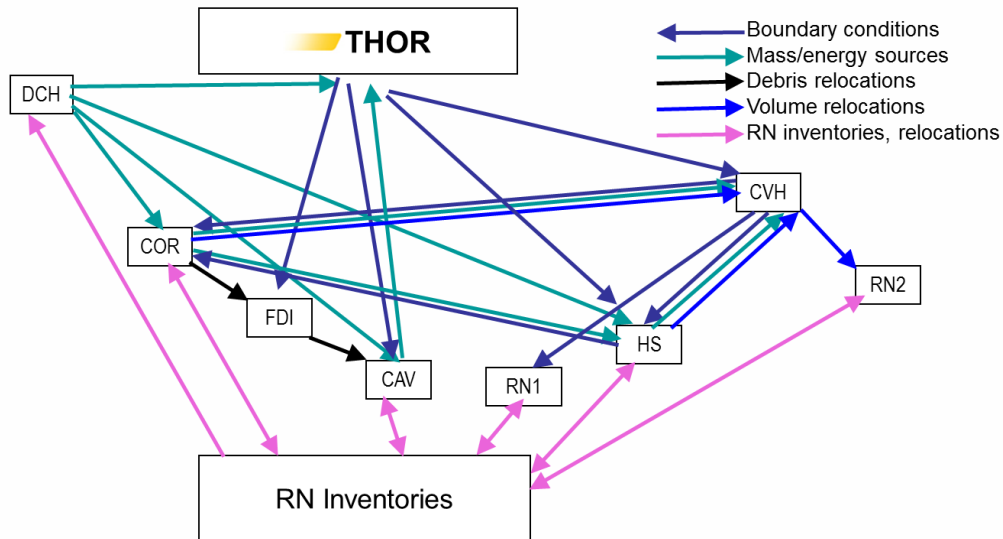 THOR
Boundary conditions
Mass/energy sources
Debris relocations
Volume relocations
RN inventories, relocations
DCH
CVH
COR
RN2
FDI
HS
CAV
RN1
RN Inventories